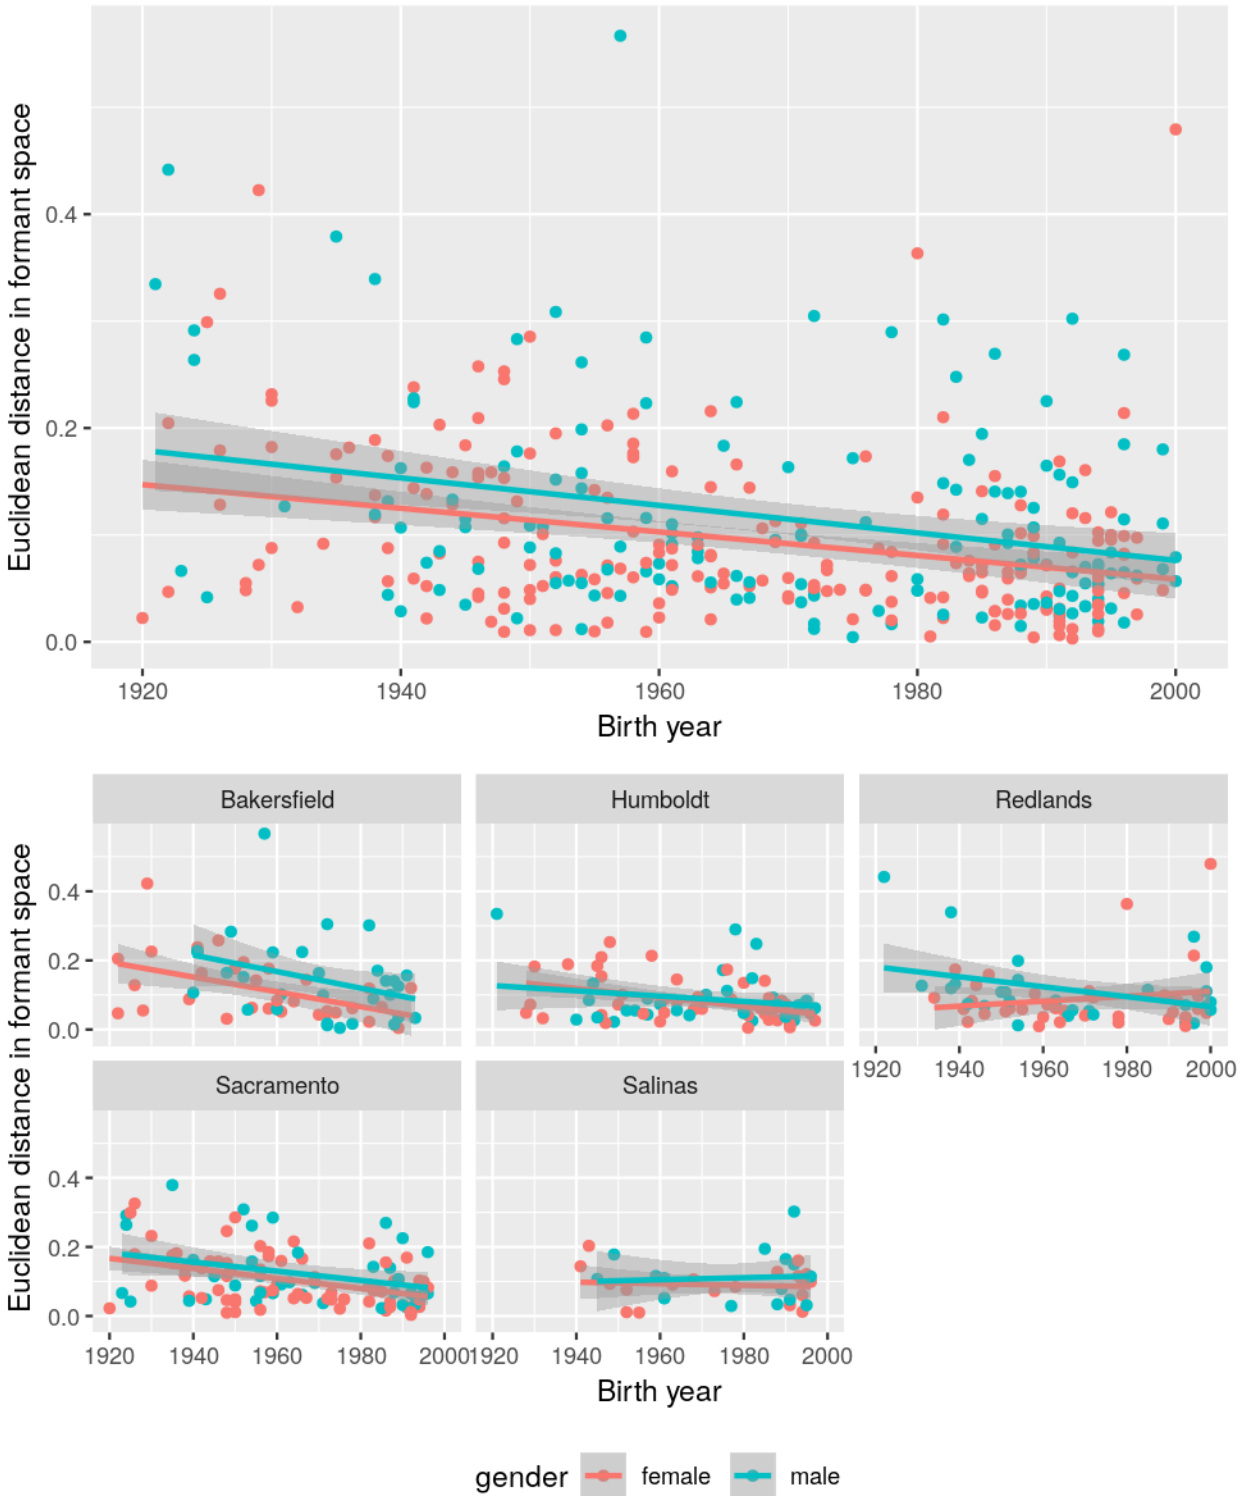 Euclidean distance in formant space
0.4
0.2
0.0
1920 1940 1960 1980 2000
Birth year
Bakersfield Humboldt Redlands
Euclidean distance in formant space
0.4
0.2
0.0
1920 1940 1960 1980 2000
Sacramento Salinas
0.4
0.2
0.0
1920 1940 1960 1980 2000 1920 1940 1960 1980 2000
Birth year
gender female male